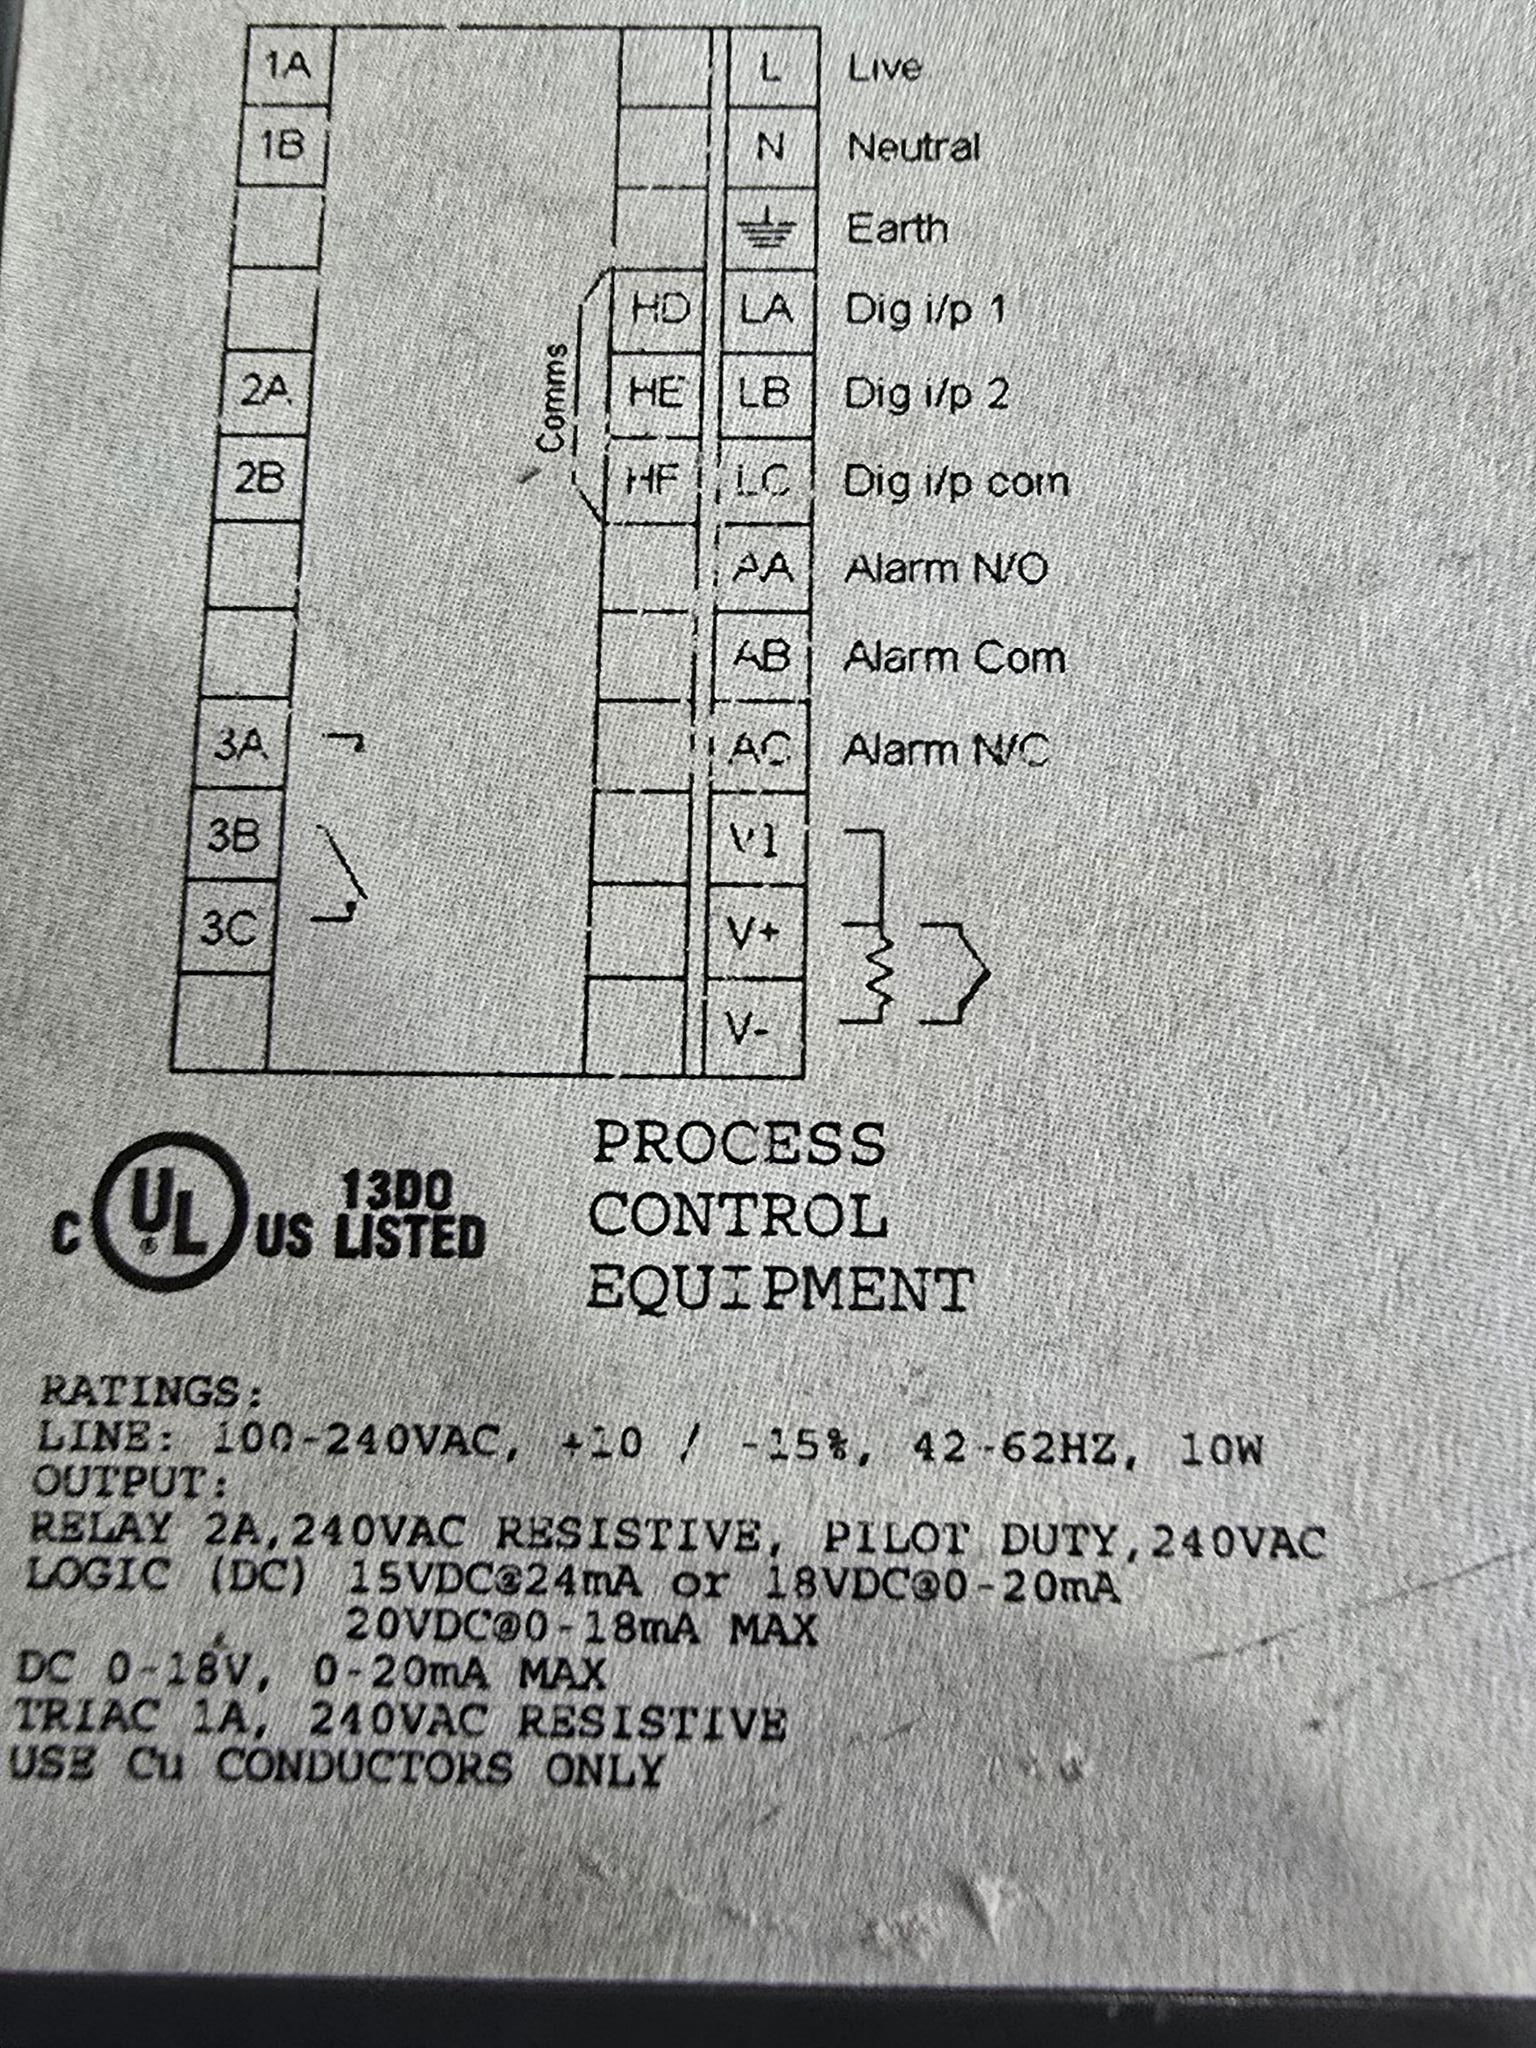 1A L Live
1B N Neutral
Earth
HD LA Dig i/p 1
2A HE LB Dig i/p 2
Comms
2B HF LC Dig i/p com
AA Alarm N/O
AB Alarm Com
3A AC Alarm N/C
3B V1
3C V+
V-
C UL ® US 13DO LISTED
PROCESS
CONTROL
EQUIPMENT
RATINGS:
LINE: 100-240VAC, +10 / -15%, 42-62HZ, 10W
OUTPUT:
RELAY 2A,240VAC RESISTIVE, PILOT DUTY,240VAC
LOGIC (DC) 15VDC@24mA or 18VDC@0-20mA
20VDC@0-18mA MAX
DC 0-18V, 0-20mA MAX
TRIAC 1A, 240VAC RESISTIVE
USE Cu CONDUCTORS ONLY